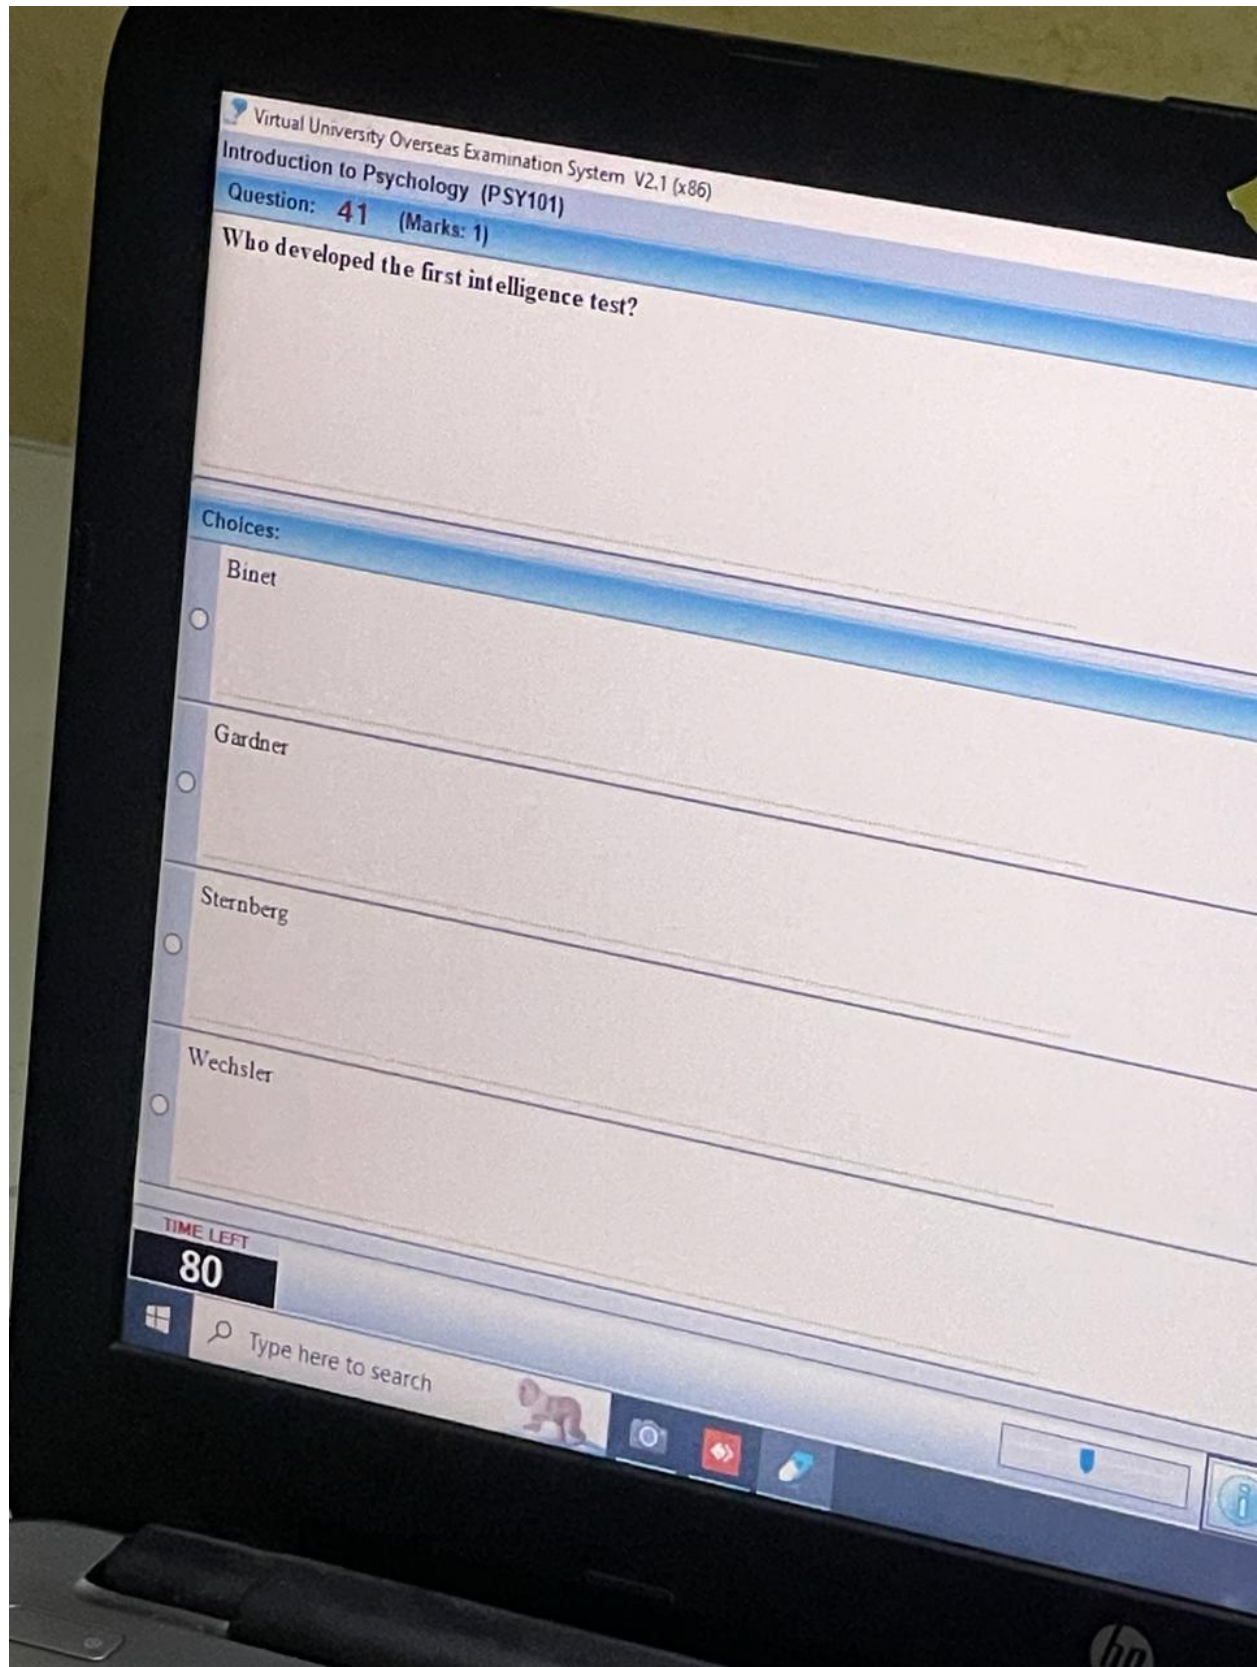 Virtual University Overseas Examination System V2.1 (x86)
Introduction to Psychology (PSY101)
Question: 41 (Marks: 1)
Who developed the first intelligence test?
Choices:
Binet
Gardner
Sternberg
Wechsler
TIME LEFT
80
Type here to search
hp